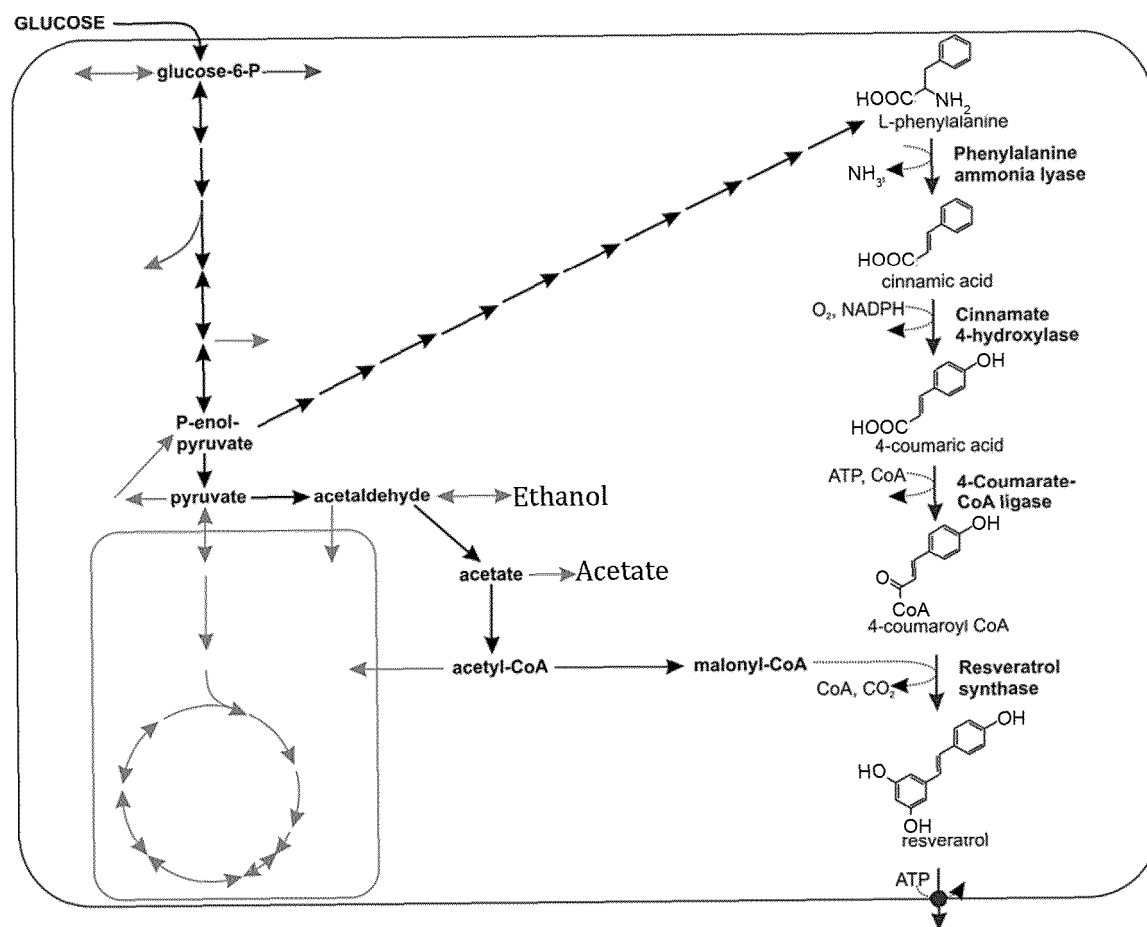 GLUCOSE
glucose-6-P
HOOC
NH2
L-phenylalanine
Phenylalanine
ammonia lyase
NH3
HOOC
cinnamic acid
O2, NADPH
Cinnamate
4-hydroxylase
OH
HOOC
4-coumaric acid
P-enol-
pyruvate
ATP, CoA
4-Coumarate-
CoA ligase
pyruvate
acetaldehyde
Ethanol
OH
O
CoA
4-coumaroyl CoA
acetate
Acetate
acetyl-CoA
malonyl-CoA
CoA, CO2
Resveratrol
synthase
OH
HO
OH
resveratrol
ATP